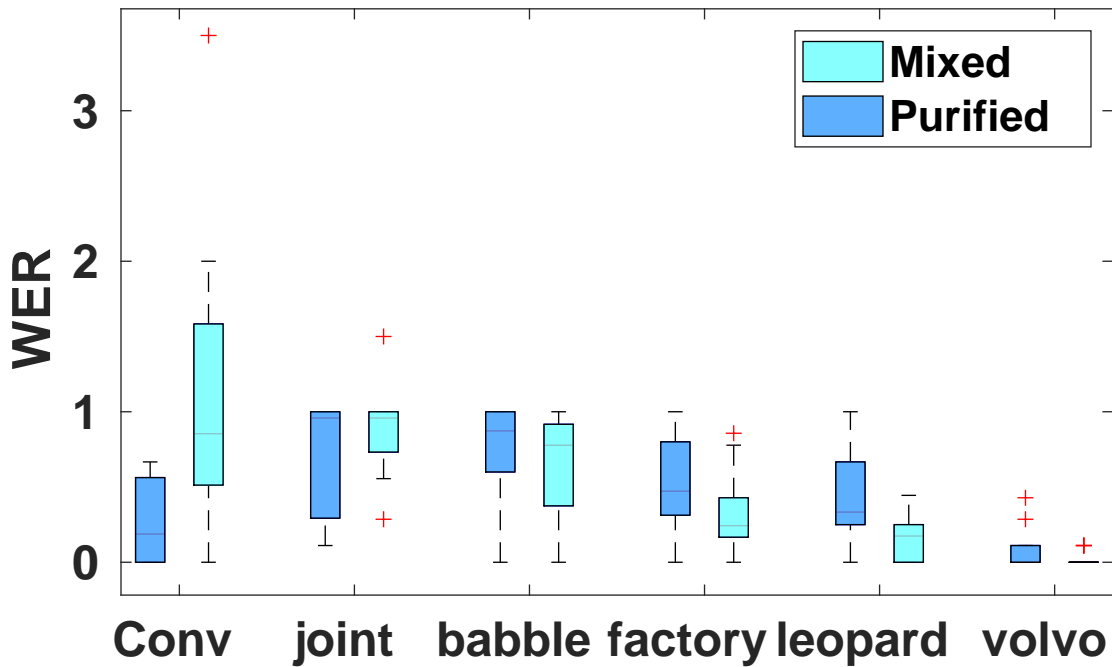 Mixed
Purified
3
2
1
0
WER
Conv joint babble factory leopard volvo